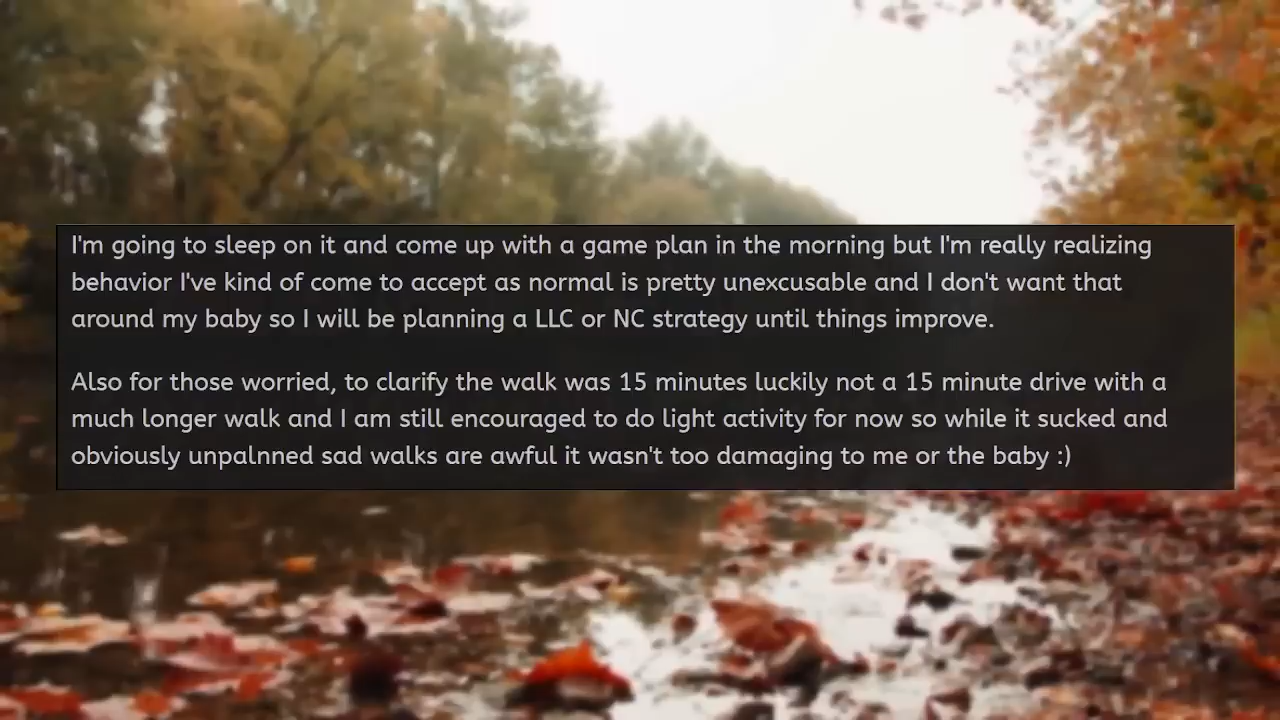 I'm going to sleep on it and come up with a game plan in the morning but I'm really realizing
behavior I've kind of come to accept as normal is pretty unexcusable and I don't want that
around my baby so I will be planning a LLC or NC strategy until things improve.
Also for those worried, to clarify the walk was 15 minutes luckily not a 15 minute drive with a
much longer walk and I am still encouraged to do light activity for now so while it sucked and
obviously unpalnned sad walks are awful it wasn't too damaging to me or the baby :)